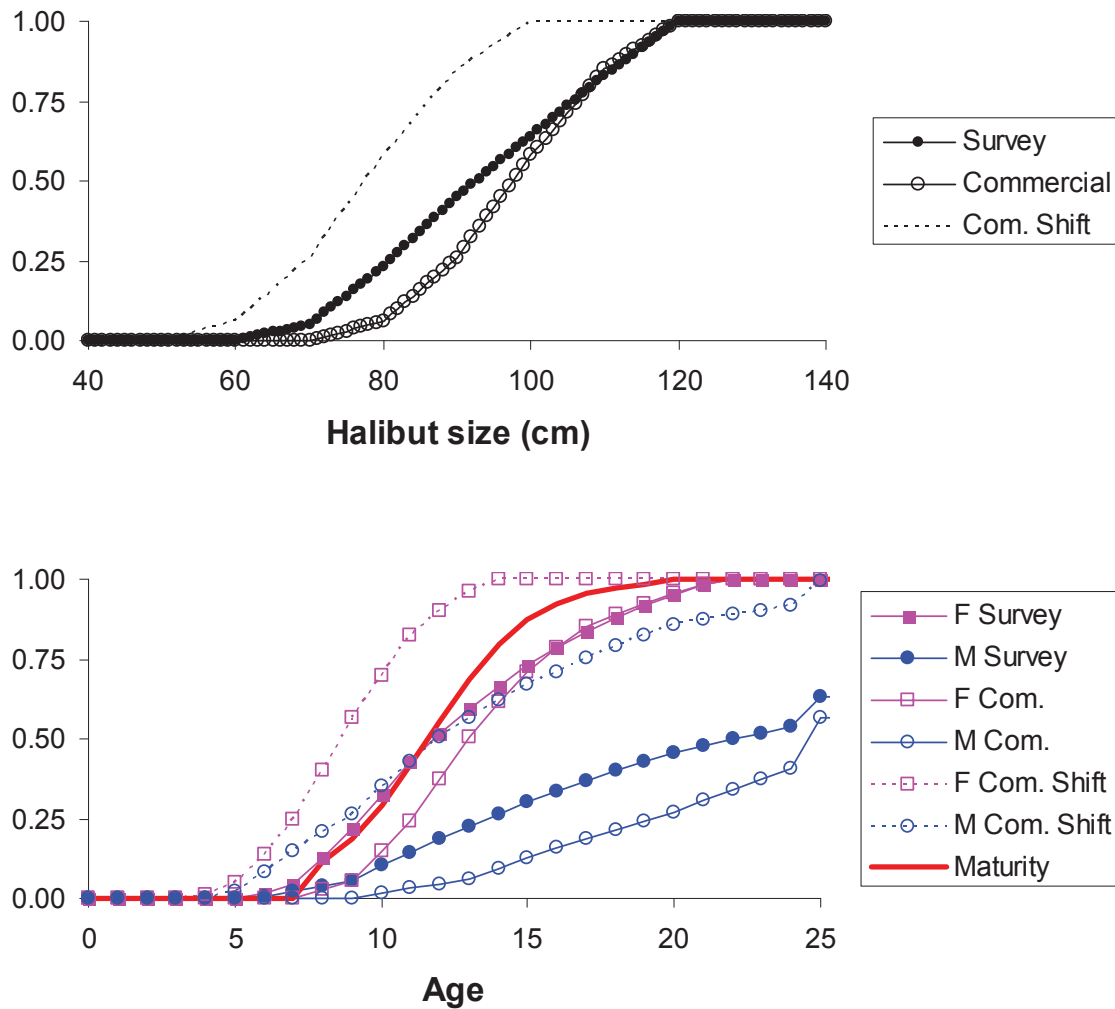 1.00
0.75
0.50
0.25
0.00
40 60 80 100 120 140
Halibut size (cm)
Survey
Commercial
Com. Shift
1.00
0.75
0.50
0.25
0.00
0 5 10 15 20 25
Age
F Survey
M Survey
F Com.
M Com.
F Com. Shift
M Com. Shift
Maturity